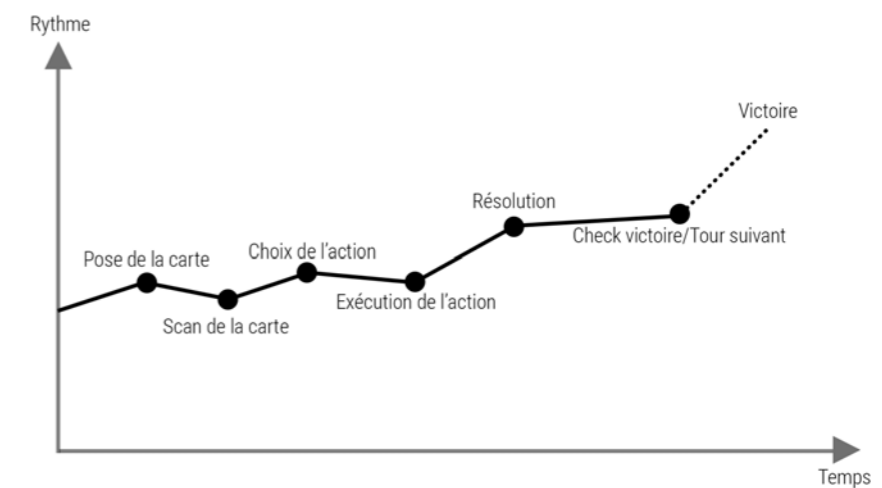 Rythme
Victoire
Résolution
Check victoire/Tour suivant
Choix de l'action
Pose de la carte
Exécution de l'action
Scan de la carte
Temps